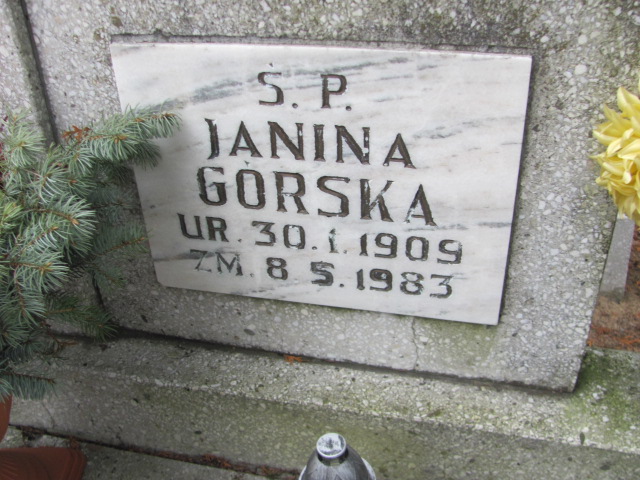 Ś. P.
JANINA
GÓRSKA
UR. 30. 1. 1909
ZM. 8 5. 1983